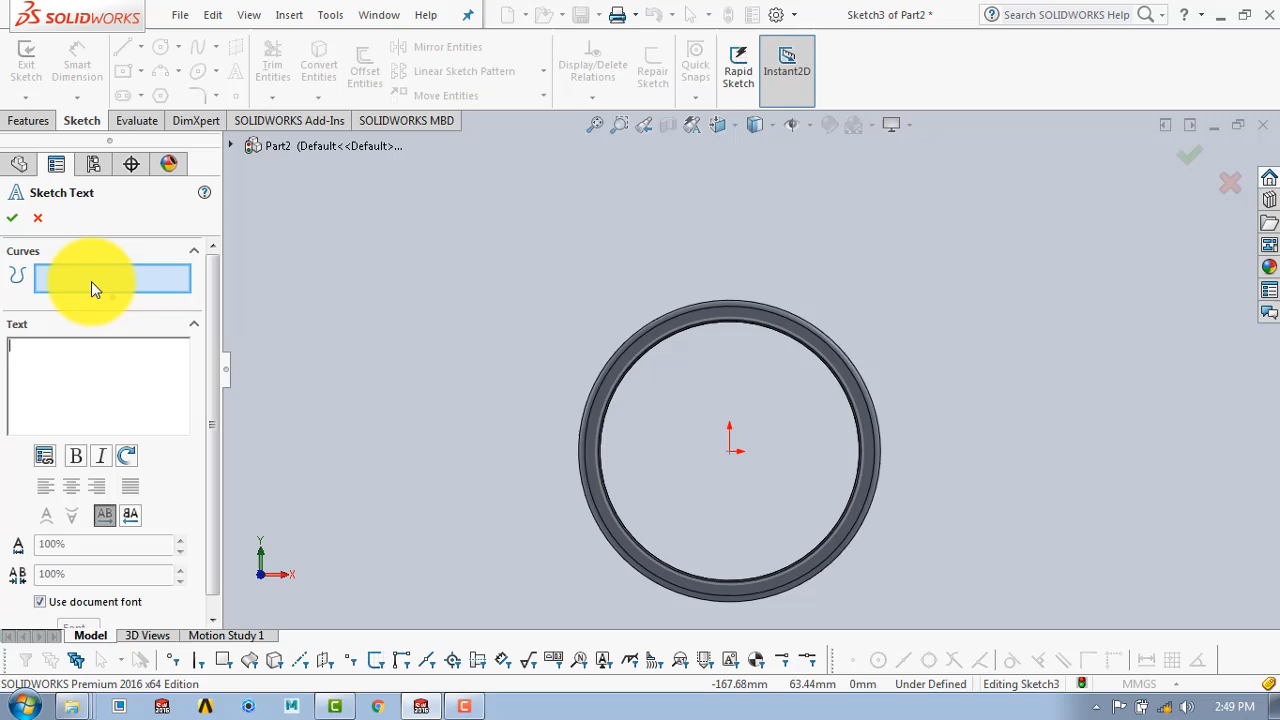 SOLIDWORKS File Edit View Insert Tools Window Help Sketch3 of Part2 * Search SOLIDWORKS Help ?
Exit Sketch Smart Dimension Trim Entities Convert Entities Offset Entities Mirror Entities Linear Sketch Pattern Move Entities Display/Delete Relations Repair Sketch Quick Snaps Rapid Sketch Instant2D
Features Sketch Evaluate DimXpert SOLIDWORKS Add-Ins SOLIDWORKS MBD
Part2 (Default<<Default>...
Sketch Text ?
Curves
Text
B I
AB AB
A 100%
AB 100%
Use document font
Font...
Y
X
Model 3D Views Motion Study 1
SOLIDWORKS Premium 2016 x64 Edition -167.68mm 63.44mm 0mm Under Defined Editing Sketch3 MMGS
2:49 PM